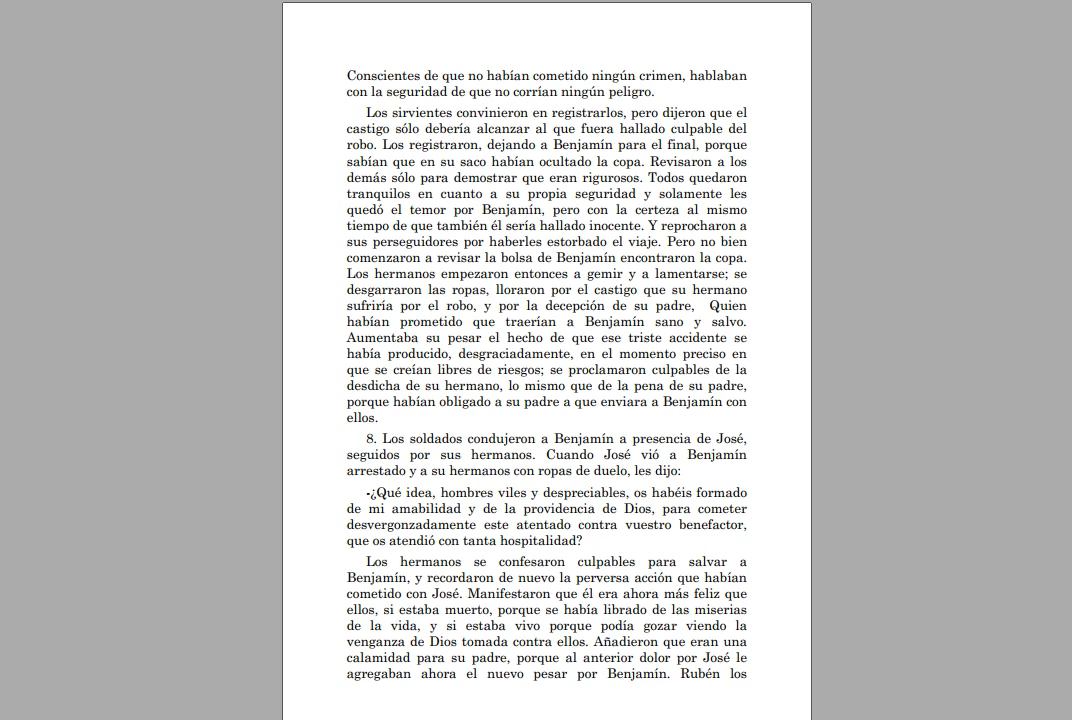 Conscientes de que no habían cometido ningún crimen, hablaban
con la seguridad de que no corrían ningún peligro.
Los sirvientes convinieron en registrarlos, pero dijeron que el
castigo sólo debería alcanzar al que fuera hallado culpable del
robo. Los registraron, dejando a Benjamín para el final, porque
sabían que en su saco habían ocultado la copa. Revisaron a los
demás sólo para demostrar que eran rigurosos. Todos quedaron
tranquilos en cuanto a su propia seguridad y solamente les
quedó el temor por Benjamín, pero con la certeza al mismo
tiempo de que también él sería hallado inocente. Y reprocharon a
sus perseguidores por haberles estorbado el viaje. Pero no bien
comenzaron a revisar la bolsa de Benjamín encontraron la copa.
Los hermanos empezaron entonces a gemir y a lamentarse; se
desgarraron las ropas, lloraron por el castigo que su hermano
sufriría por el robo, y por la decepción de su padre, Quien
habían prometido que traerían a Benjamín sano y salvo.
Aumentaba su pesar el hecho de que ese triste accidente se
había producido, desgraciadamente, en el momento preciso en
que se creían libres de riesgos; se proclamaron culpables de la
desdicha de su hermano, lo mismo que de la pena de su padre,
porque habían obligado a su padre a que enviara a Benjamín con
ellos.
8. Los soldados condujeron a Benjamín a presencia de José,
seguidos por sus hermanos. Cuando José vió a Benjamín
arrestado y a su hermanos con ropas de duelo, les dijo:
-¿Qué idea, hombres viles y despreciables, os habéis formado
de mi amabilidad y de la providencia de Dios, para cometer
desvergonzadamente este atentado contra vuestro benefactor,
que os atendió con tanta hospitalidad?
Los hermanos se confesaron culpables para salvar a
Benjamín, y recordaron de nuevo la perversa acción que habían
cometido con José. Manifestaron que él era ahora más feliz que
ellos, si estaba muerto, porque se había librado de las miserias
de la vida, y si estaba vivo porque podía gozar viendo la
venganza de Dios tomada contra ellos. Añadieron que eran una
calamidad para su padre, porque al anterior dolor por José le
agregaban ahora el nuevo pesar por Benjamín. Rubén los